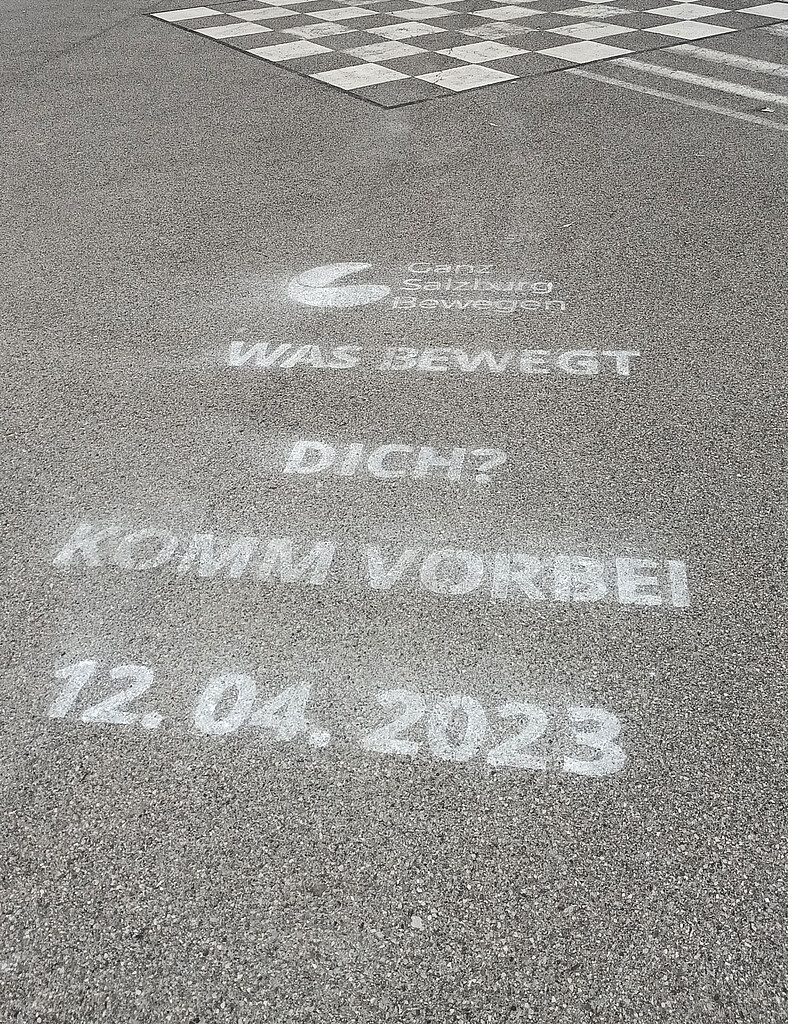 Ganz
Salzburg
Bewegen
WAS BEWEGT
DICH?
KOMM VORBEI
12. 04. 2023